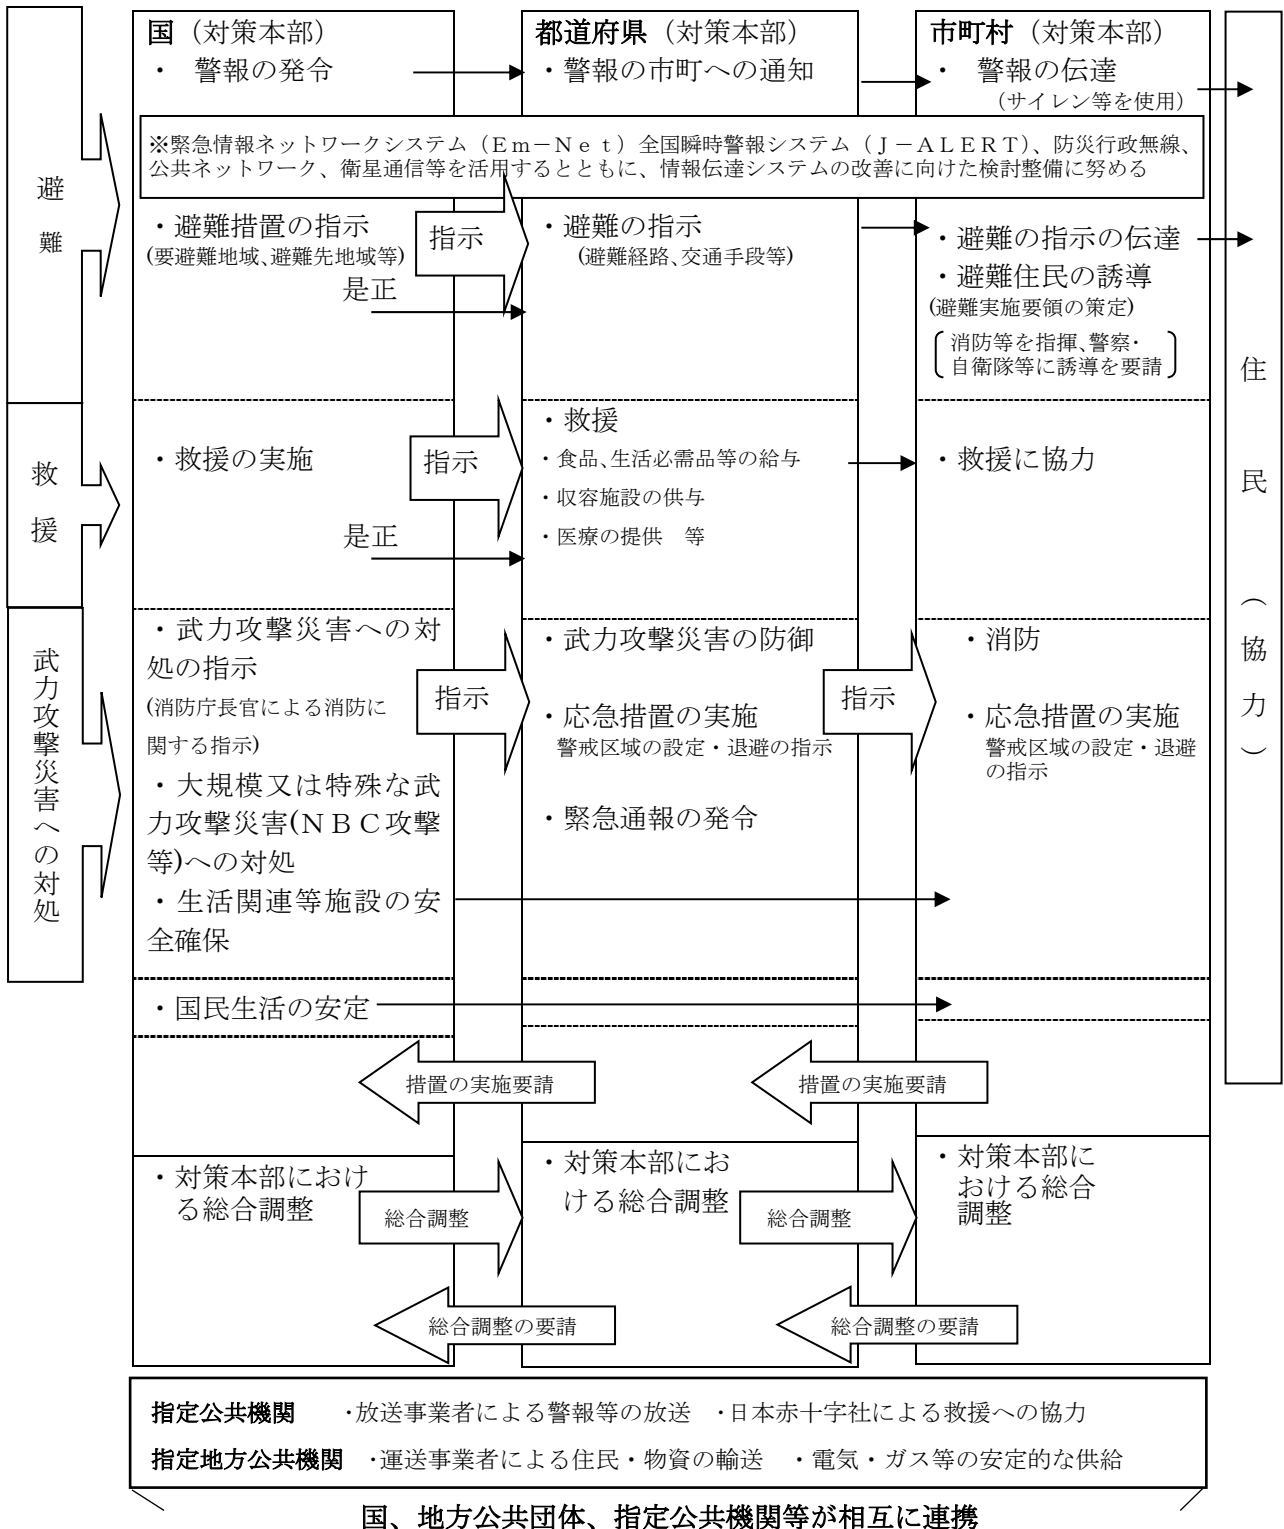 国（対策本部）
・　警報の発令
都道府県（対策本部）
・警報の市町への通知
市町村（対策本部）
・　警報の伝達
（サイレン等を使用）
※緊急情報ネットワークシステム（Ｅｍ－Ｎｅｔ）全国瞬時警報システム（Ｊ－ＡＬＥＲＴ）、防災行政無線、
公共ネットワーク、衛星通信等を活用するとともに、情報伝達システムの改善に向けた検討整備に努める
避難
・避難措置の指示
(要避難地域、避難先地域等)
是正
指示
・避難の指示
(避難経路、交通手段等)
・避難の指示の伝達
・避難住民の誘導
(避難実施要領の策定)
消防等を指揮、警察・
自衛隊等に誘導を要請
救援
・救援の実施
指示
是正
・救援
・食品、生活必需品等の給与
・収容施設の供与
・医療の提供　等
・救援に協力
武力攻撃災害への対処
・武力攻撃災害への対
処の指示
(消防庁長官による消防に
関する指示)
・大規模又は特殊な武
力攻撃災害(ＮＢＣ攻撃
等)への対処
・生活関連等施設の安
全確保
指示
・武力攻撃災害の防御
・応急措置の実施
警戒区域の設定・退避の指示
・緊急通報の発令
指示
・消防
・応急措置の実施
警戒区域の設定・退避
の指示
・国民生活の安定
措置の実施要請
措置の実施要請
・対策本部におけ
る総合調整
総合調整
・対策本部にお
ける総合調整
総合調整
・対策本部に
おける総合
調整
総合調整の要請
総合調整の要請
住民（協力）
指定公共機関　・放送事業者による警報等の放送　・日本赤十字社による救援への協力
指定地方公共機関　・運送事業者による住民・物資の輸送　・電気・ガス等の安定的な供給
国、地方公共団体、指定公共機関等が相互に連携